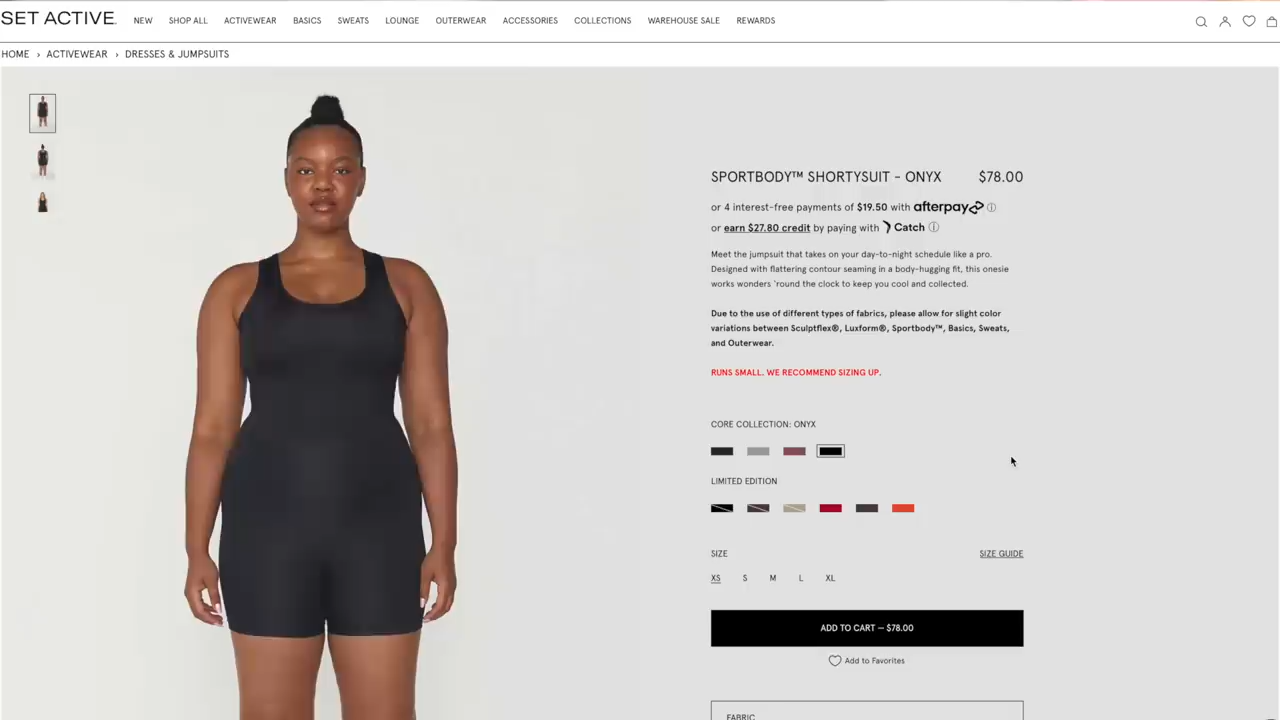 SET ACTIVE.
NEW SHOP ALL ACTIVEWEAR BASICS SWEATS LOUNGE OUTERWEAR ACCESSORIES COLLECTIONS WAREHOUSE SALE REWARDS
HOME › ACTIVEWEAR › DRESSES & JUMPSUITS
SPORTBODY™ SHORTYSUIT - ONYX $78.00
or 4 interest-free payments of $19.50 with afterpay
or earn $27.80 credit by paying with Catch
Meet the jumpsuit that takes on your day-to-night schedule like a pro.
Designed with flattering contour seaming in a body-hugging fit, this onesie
works wonders `round the clock to keep you cool and collected.
Due to the use of different types of fabrics, please allow for slight color
variations between Sculptflex®, Luxform®, Sportbody™, Basics, Sweats,
and Outerwear.
RUNS SMALL. WE RECOMMEND SIZING UP.
CORE COLLECTION: ONYX
LIMITED EDITION
SIZE SIZE GUIDE
XS S M L XL
ADD TO CART — $78.00
Add to Favorites
FABRIC